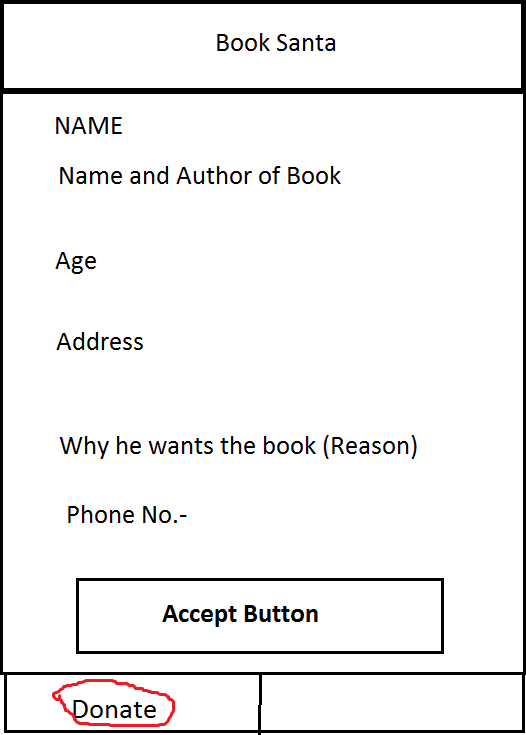 Book Santa
NAME
Name and Author of Book
Age
Address
Why he wants the book (Reason)
Phone No.-
Accept Button
Donate